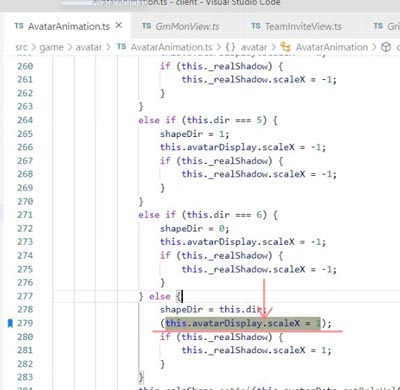 AvatarAnimation.ts - client - Visual Studio Code
TS AvatarAnimation.ts × TS GmMonView.ts TS TeamInviteView.ts TS Gri
src > game > avatar > TS AvatarAnimation.ts > {} avatar > AvatarAnimation >
260 if (this._realShadow) {
261 this._realShadow.scaleX = -1;
262 }
263 }
264 else if (this.dir === 5) {
265 shapeDir = 1;
266 this.avatarDisplay.scaleX = -1;
267 if (this._realShadow) {
268 this._realShadow.scaleX = -1;
269 }
270 }
271 else if (this.dir === 6) {
272 shapeDir = 0;
273 this.avatarDisplay.scaleX = -1;
274 if (this._realShadow) {
275 this._realShadow.scaleX = -1;
276 }
277 } else {
278 shapeDir = this.dir;
279 (this.avatarDisplay.scaleX = 1);
280 if (this._realShadow) {
281 this._realShadow.scaleX = 1;
282 }
283 }